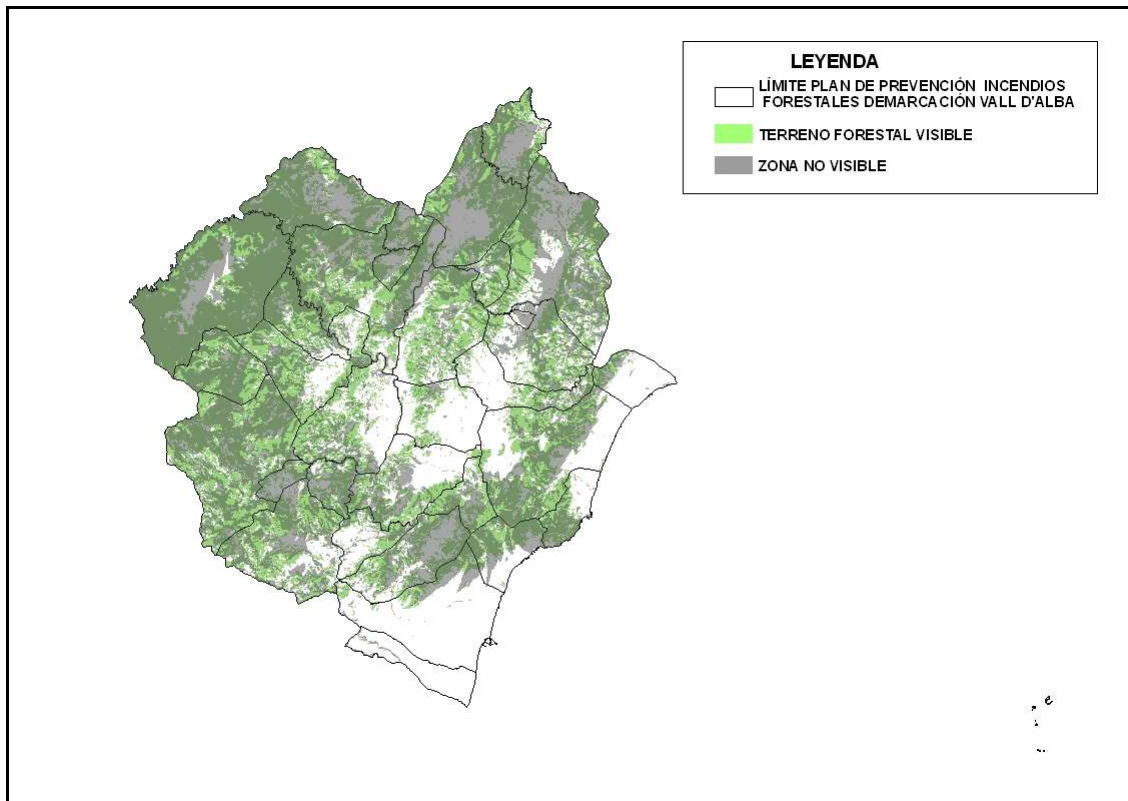 LEYENDA
LÍMITE PLAN DE PREVENCIÓN INCENDIOS
FORESTALES DEMARCACIÓN VALL D'ALBA
TERRENO FORESTAL VISIBLE
ZONA NO VISIBLE